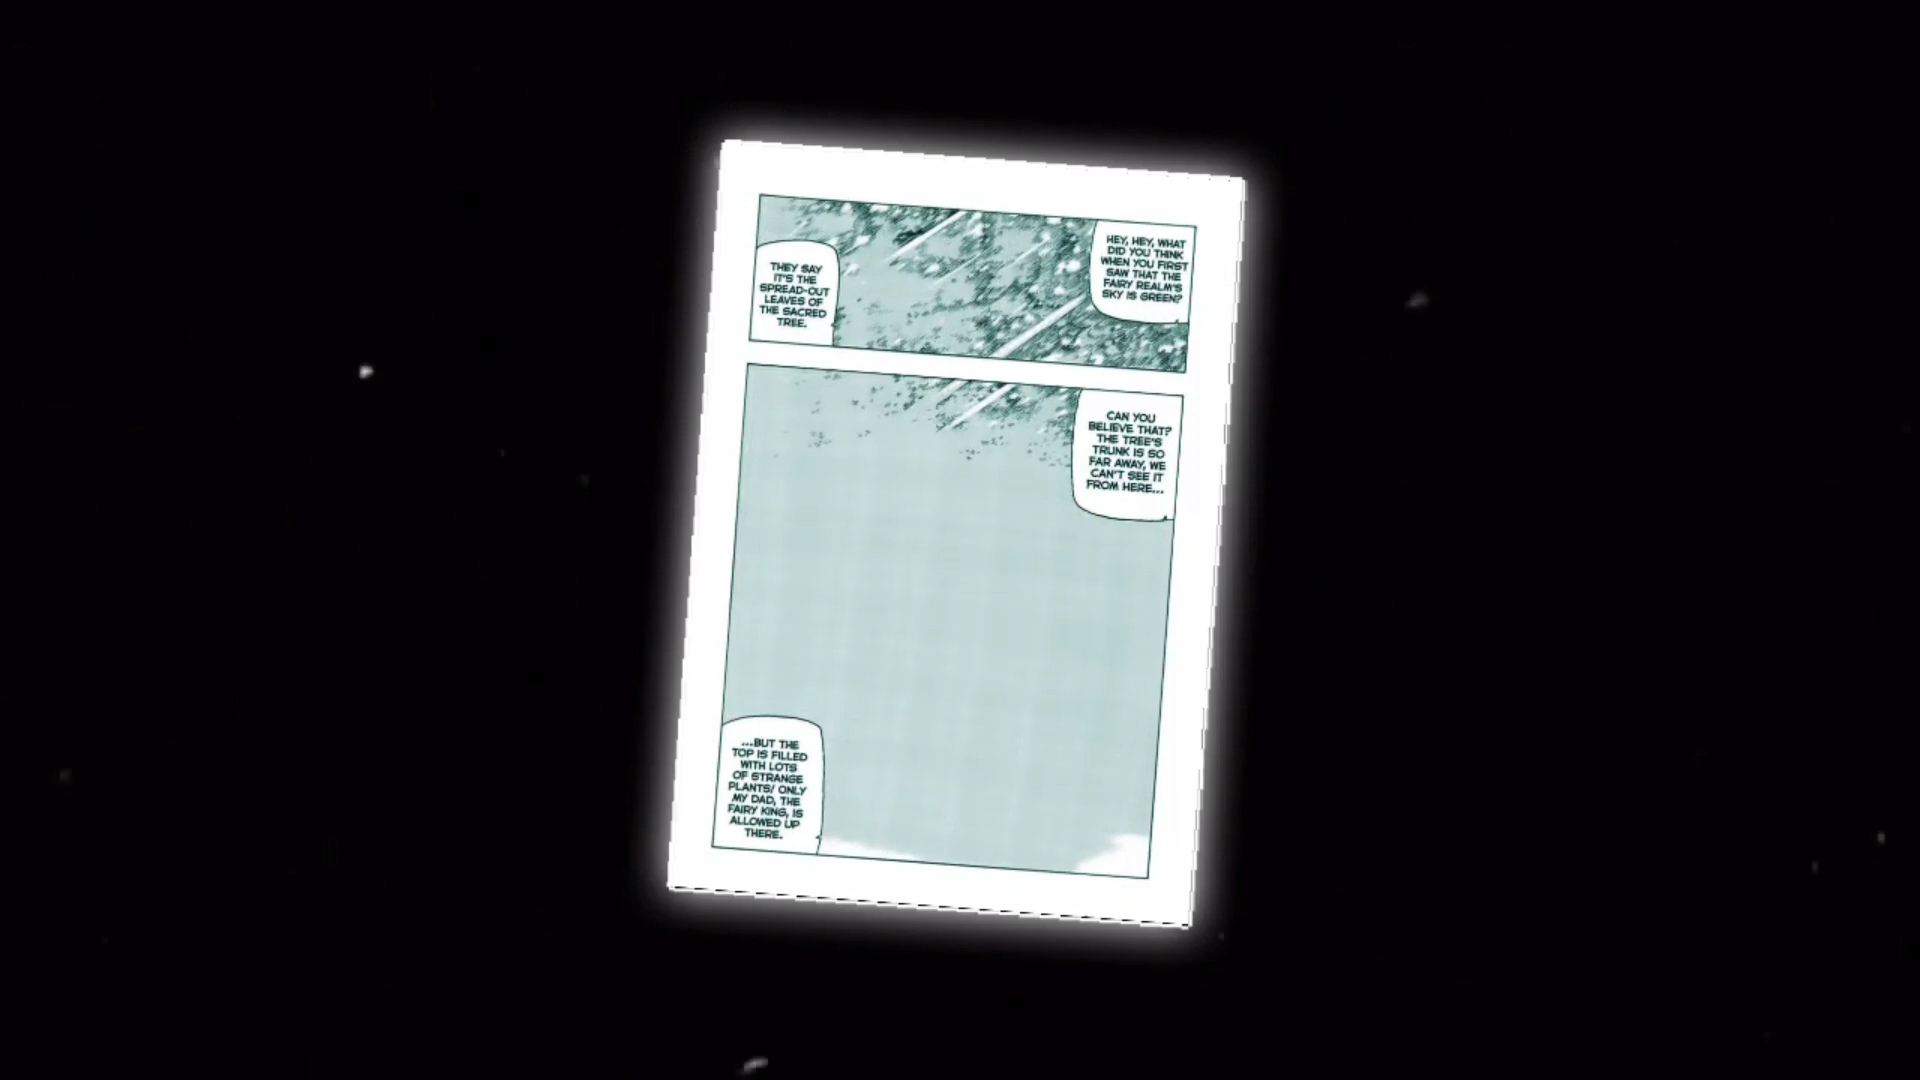 HEY, HEY, WHAT
DID YOU THINK
WHEN YOU FIRST
SAW THAT THE
FAIRY REALM'S
SKY IS GREEN?
THEY SAY
IT'S THE
SPREAD-OUT
LEAVES OF
THE SACRED
TREE.
CAN YOU
BELIEVE THAT?
THE TREE'S
TRUNK IS SO
FAR AWAY, WE
CAN'T SEE IT
FROM HERE...
...BUT THE
TOP IS FILLED
WITH LOTS
OF STRANGE
PLANTS! ONLY
MY DAD, THE
FAIRY KING, IS
ALLOWED UP
THERE.